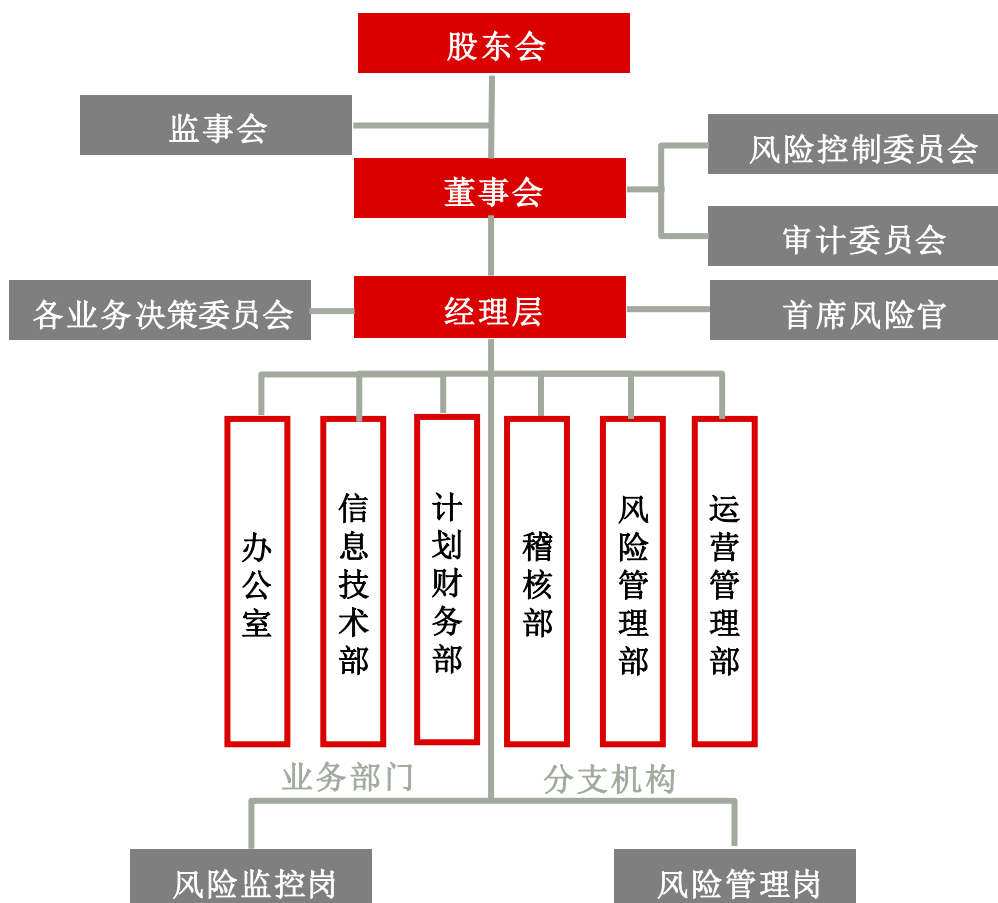 股东会
监事会
风险控制委员会
董事会
审计委员会
各业务决策委员会
经理层
首席风险官
办公室
信息技术部
计划财务部
稽核部
风险管理部
运营管理部
业务部门
分支机构
风险监控岗
风险管理岗